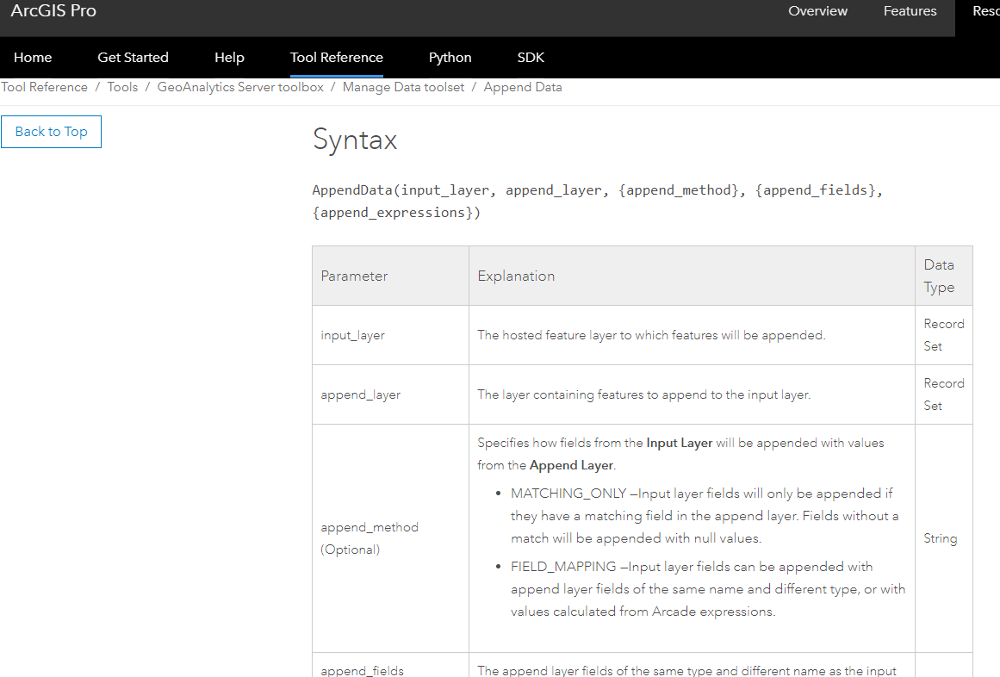 ArcGIS Pro
Overview
Features
Home
Get Started
Help
Tool Reference
Python
SDK
Tool Reference / Tools / GeoAnalytics Server toolbox / Manage Data toolset / Append Data
Back to Top
Syntax
AppendData(input_layer, append_layer, {append_method}, {append_fields},
{append_expressions})
Parameter
Explanation
Data
Type
input_layer
The hosted feature layer to which features will be appended.
Record
Set
append_layer
The layer containing features to append to the input layer.
Record
Set
append_method
(Optional)
Specifies how fields from the Input Layer will be appended with values
from the Append Layer.
• MATCHING_ONLY —Input layer fields will only be appended if
they have a matching field in the append layer. Fields without a
match will be appended with null values.
• FIELD_MAPPING —Input layer fields can be appended with
append layer fields of the same name and different type, or with
values calculated from Arcade expressions.
String
append_fields
The append layer fields of the same type and different name as the input